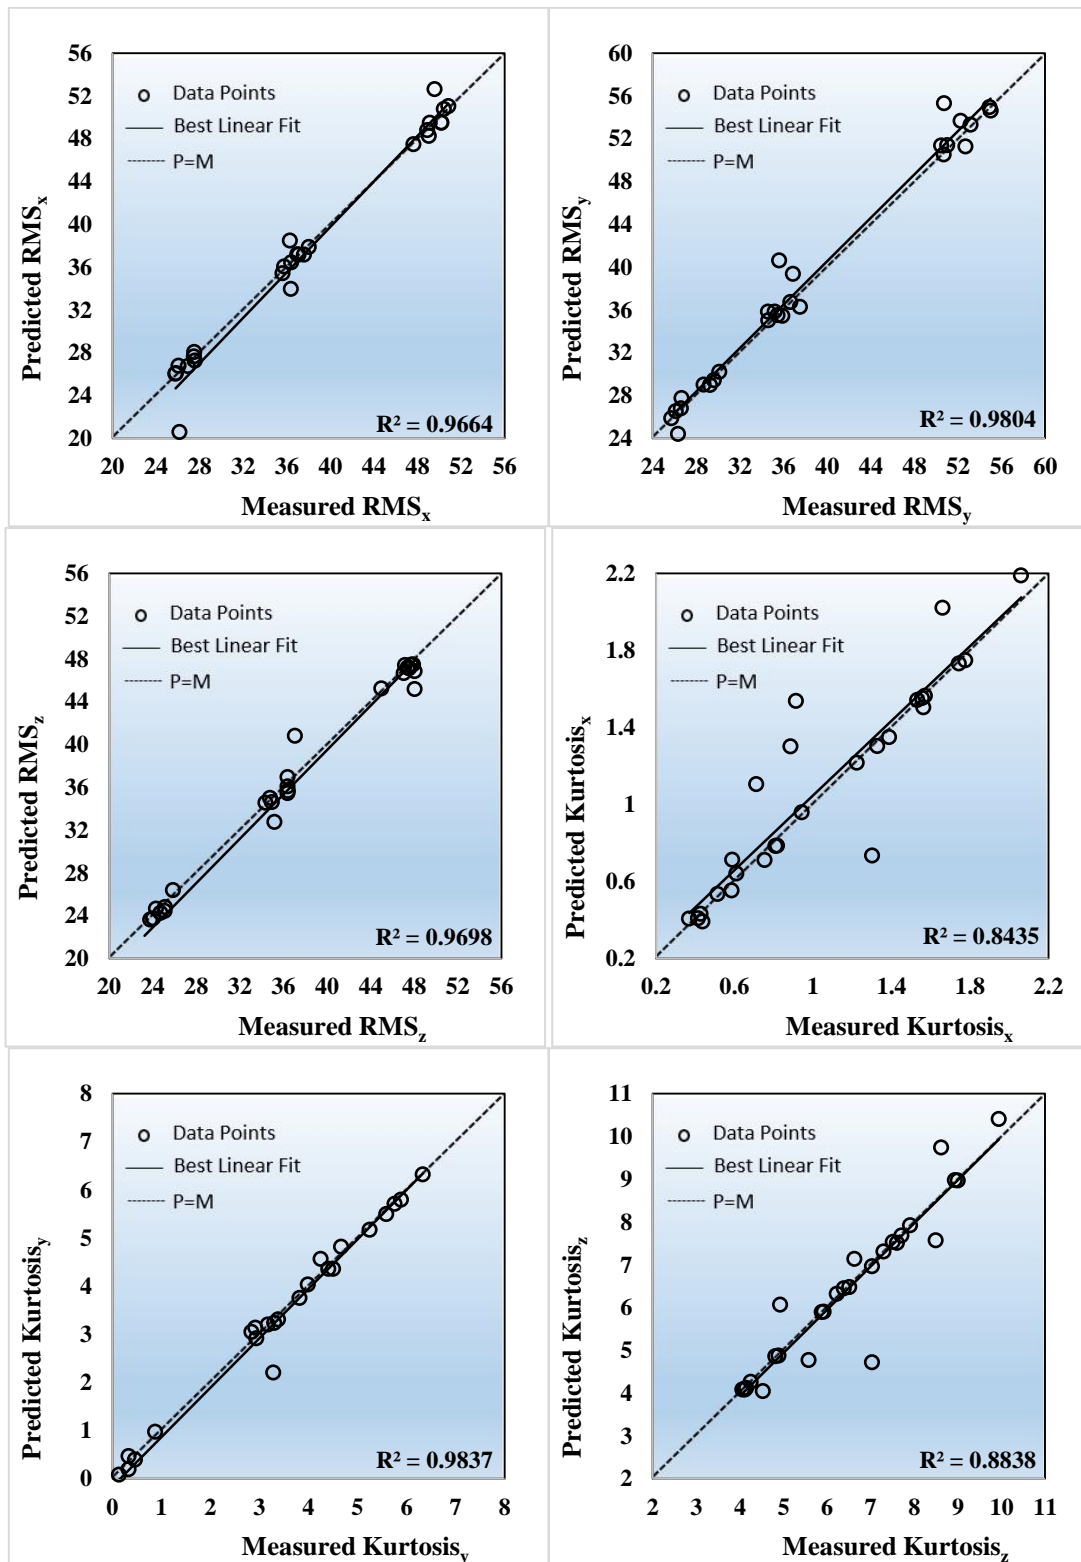 56
52
48
44
40
36
32
28
24
20
Data Points
Best Linear Fit
P=M
R² = 0.9664
20 24 28 32 36 40 44 48 52 56
Predicted RMSₓ
Measured RMSₓ
60
56
52
48
44
40
36
32
28
24
Data Points
Best Linear Fit
P=M
R² = 0.9804
24 28 32 36 40 44 48 52 56 60
Predicted RMSy
Measured RMSy
56
52
48
44
40
36
32
28
24
20
Data Points
Best Linear Fit
P=M
R² = 0.9698
20 24 28 32 36 40 44 48 52 56
Predicted RMSz
Measured RMSz
2.2
1.8
1.4
1
0.6
0.2
Data Points
Best Linear Fit
P=M
R² = 0.8435
0.2 0.6 1 1.4 1.8 2.2
Predicted Kurtosisₓ
Measured Kurtosisₓ
8
7
6
5
4
3
2
1
0
Data Points
Best Linear Fit
P=M
R² = 0.9837
0 1 2 3 4 5 6 7 8
Predicted Kurtosisy
Measured Kurtosisy
11
10
9
8
7
6
5
4
3
2
Data Points
Best Linear Fit
P=M
R² = 0.8838
2 3 4 5 6 7 8 9 10 11
Predicted Kurtosisz
Measured Kurtosisz